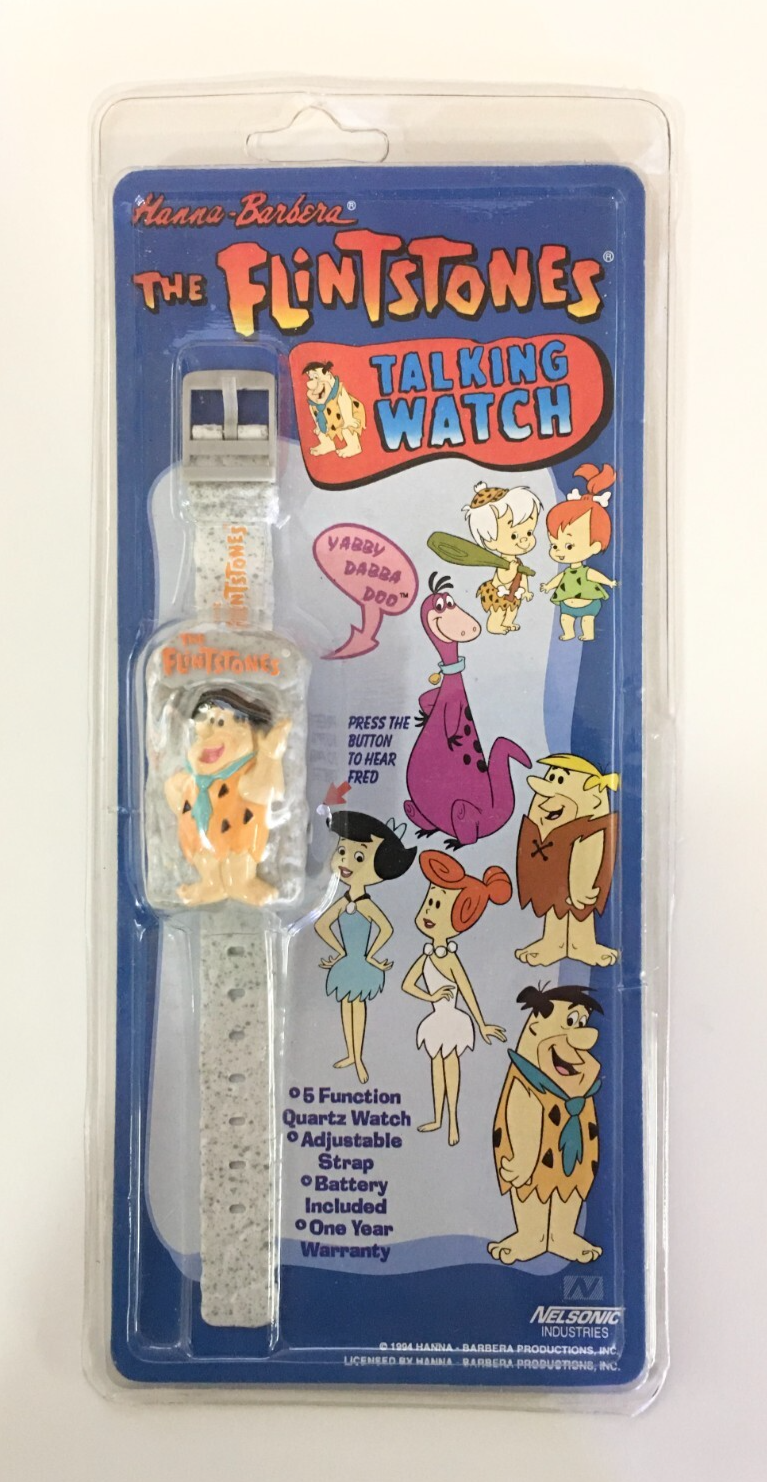 Hanna-Barbera®
THE FLINTSTONES®
TALKING
WATCH
YABBY
DABBA
DOO™
THE
FLINTSTONES
THE
FLINTSTONES
PRESS THE
BUTTON
TO HEAR
FRED
5 Function
Quartz Watch
Adjustable
Strap
Battery
Included
One Year
Warranty
N
NELSONIC
INDUSTRIES
© 1994 HANNA - BARBERA PRODUCTIONS, INC.
LICENSED BY HANNA - BARBERA PRODUCTIONS, INC.